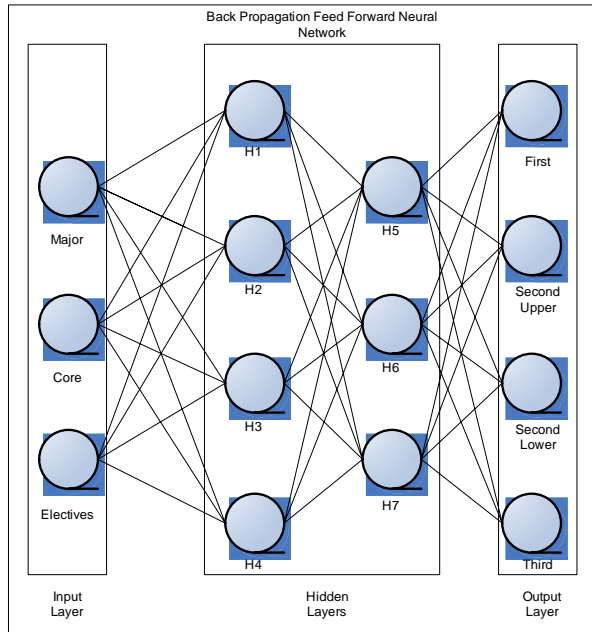 Back Propagation Feed Forward Neural
Network
Major
Core
Electives
H1
H2
H3
H4
H5
H6
H7
First
Second
Upper
Second
Lower
Third
Input
Layer
Hidden
Layers
Output
Layer